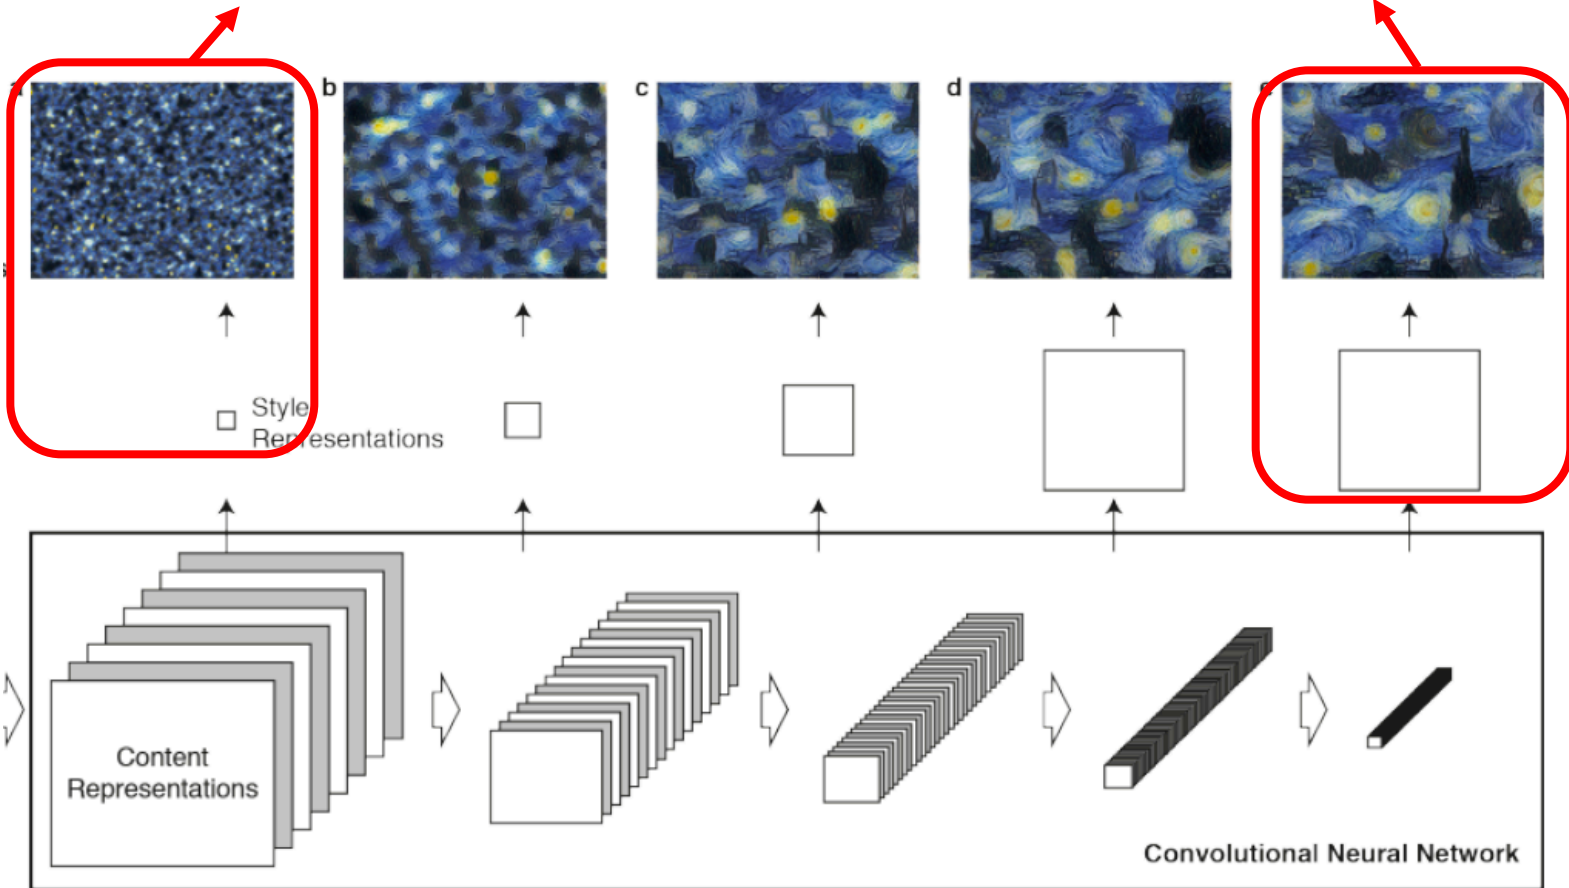 a
b
c
d
e
Style
Representations
Content
Representations
Convolutional Neural Network